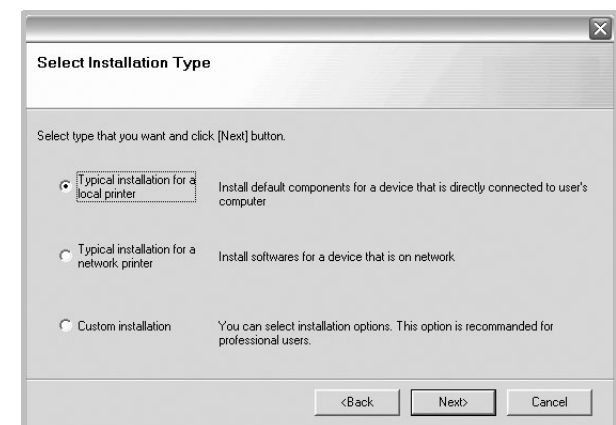 Select Installation Type
Select type that you want and click [Next] button.
Typical installation for a
local printer
Install default components for a device that is directly connected to user's
computer
Typical installation for a
network printer
Install softwares for a device that is on network
Custom installation
You can select installation options. This option is recommanded for
professional users.
<Back
Next>
Cancel